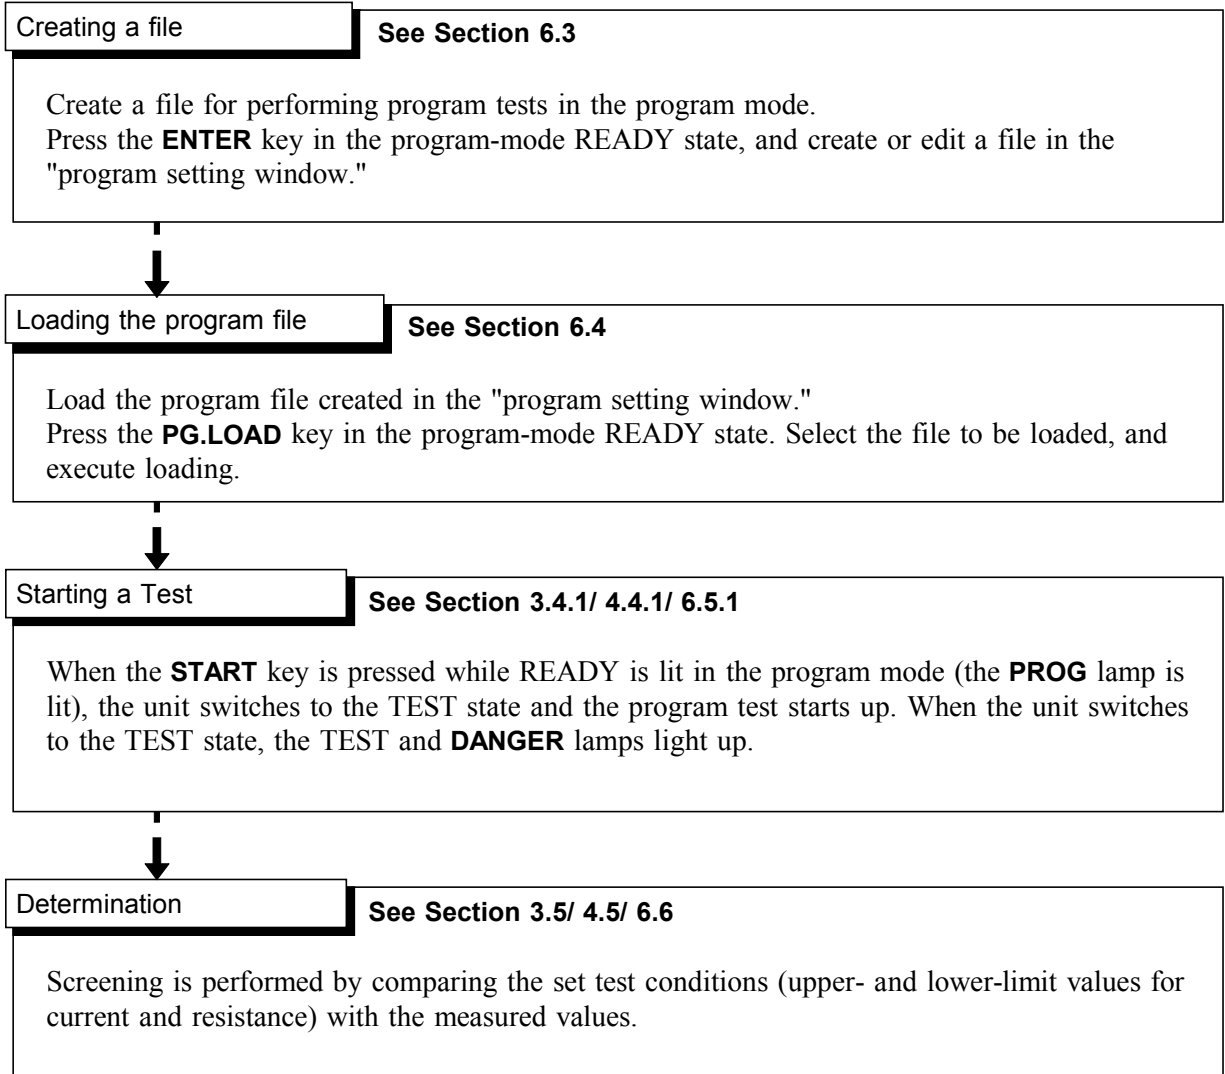 Creating a file
See Section 6.3
Create a file for performing program tests in the program mode.
Press the ENTER key in the program-mode READY state, and create or edit a file in the
"program setting window."
Loading the program file
See Section 6.4
Load the program file created in the "program setting window."
Press the PG.LOAD key in the program-mode READY state. Select the file to be loaded, and
execute loading.
Starting a Test
See Section 3.4.1/ 4.4.1/ 6.5.1
When the START key is pressed while READY is lit in the program mode (the PROG lamp is
lit), the unit switches to the TEST state and the program test starts up. When the unit switches
to the TEST state, the TEST and DANGER lamps light up.
Determination
See Section 3.5/ 4.5/ 6.6
Screening is performed by comparing the set test conditions (upper- and lower-limit values for
current and resistance) with the measured values.